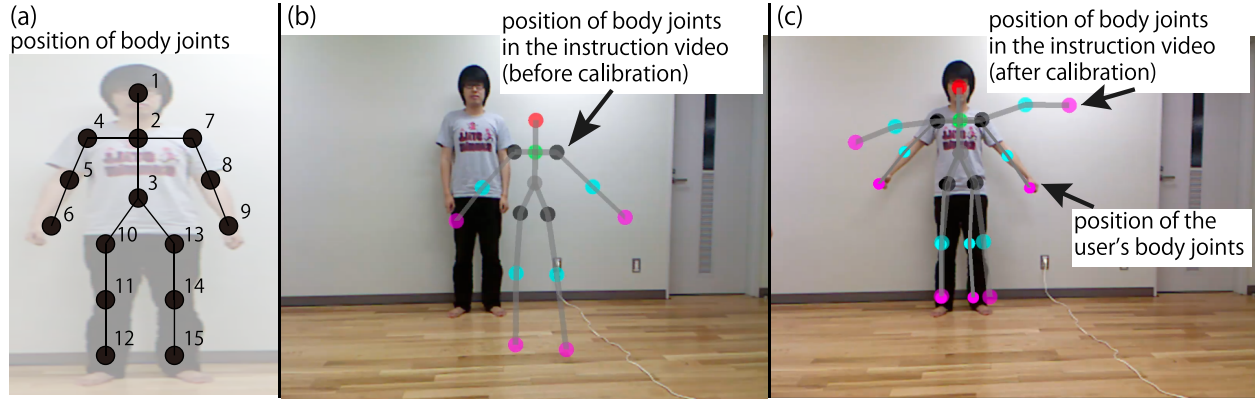 (a)
position of body joints
1
2
3
4
5
6
7
8
9
10
11
12
13
14
15
(b)
position of body joints
in the instruction video
(before calibration)
(c)
position of body joints
in the instruction video
(after calibration)
position of the
user's body joints